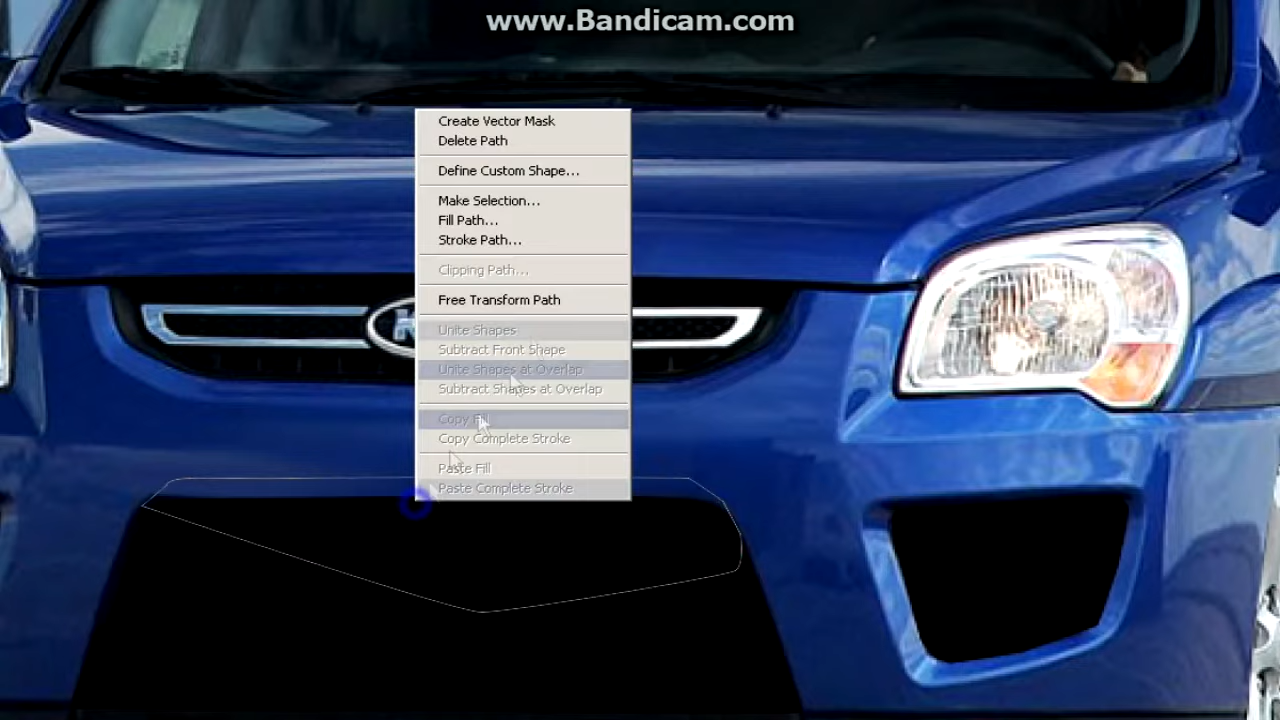 www.Bandicam.com
Create Vector Mask
Delete Path
Define Custom Shape...
Make Selection...
Fill Path...
Stroke Path...
Clipping Path...
Free Transform Path
Unite Shapes
Subtract Front Shape
Unite Shapes at Overlap
Subtract Shapes at Overlap
Copy Fill
Copy Complete Stroke
Paste Fill
Paste Complete Stroke